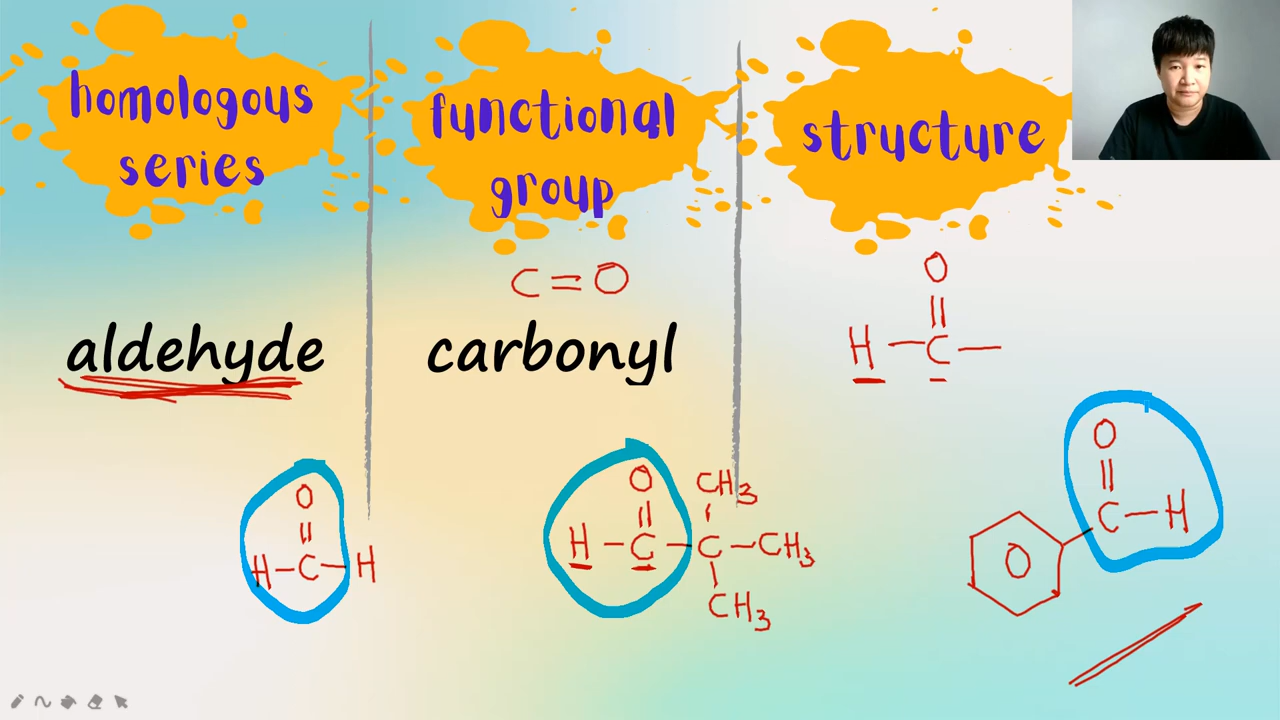 homologous
series
functional
group
structure
C=O
O
||
H-C-
aldehyde
carbonyl
O
||
H-C-H
O
||
CH3
H-C-C-CH3
CH3
O
||
C-H
O